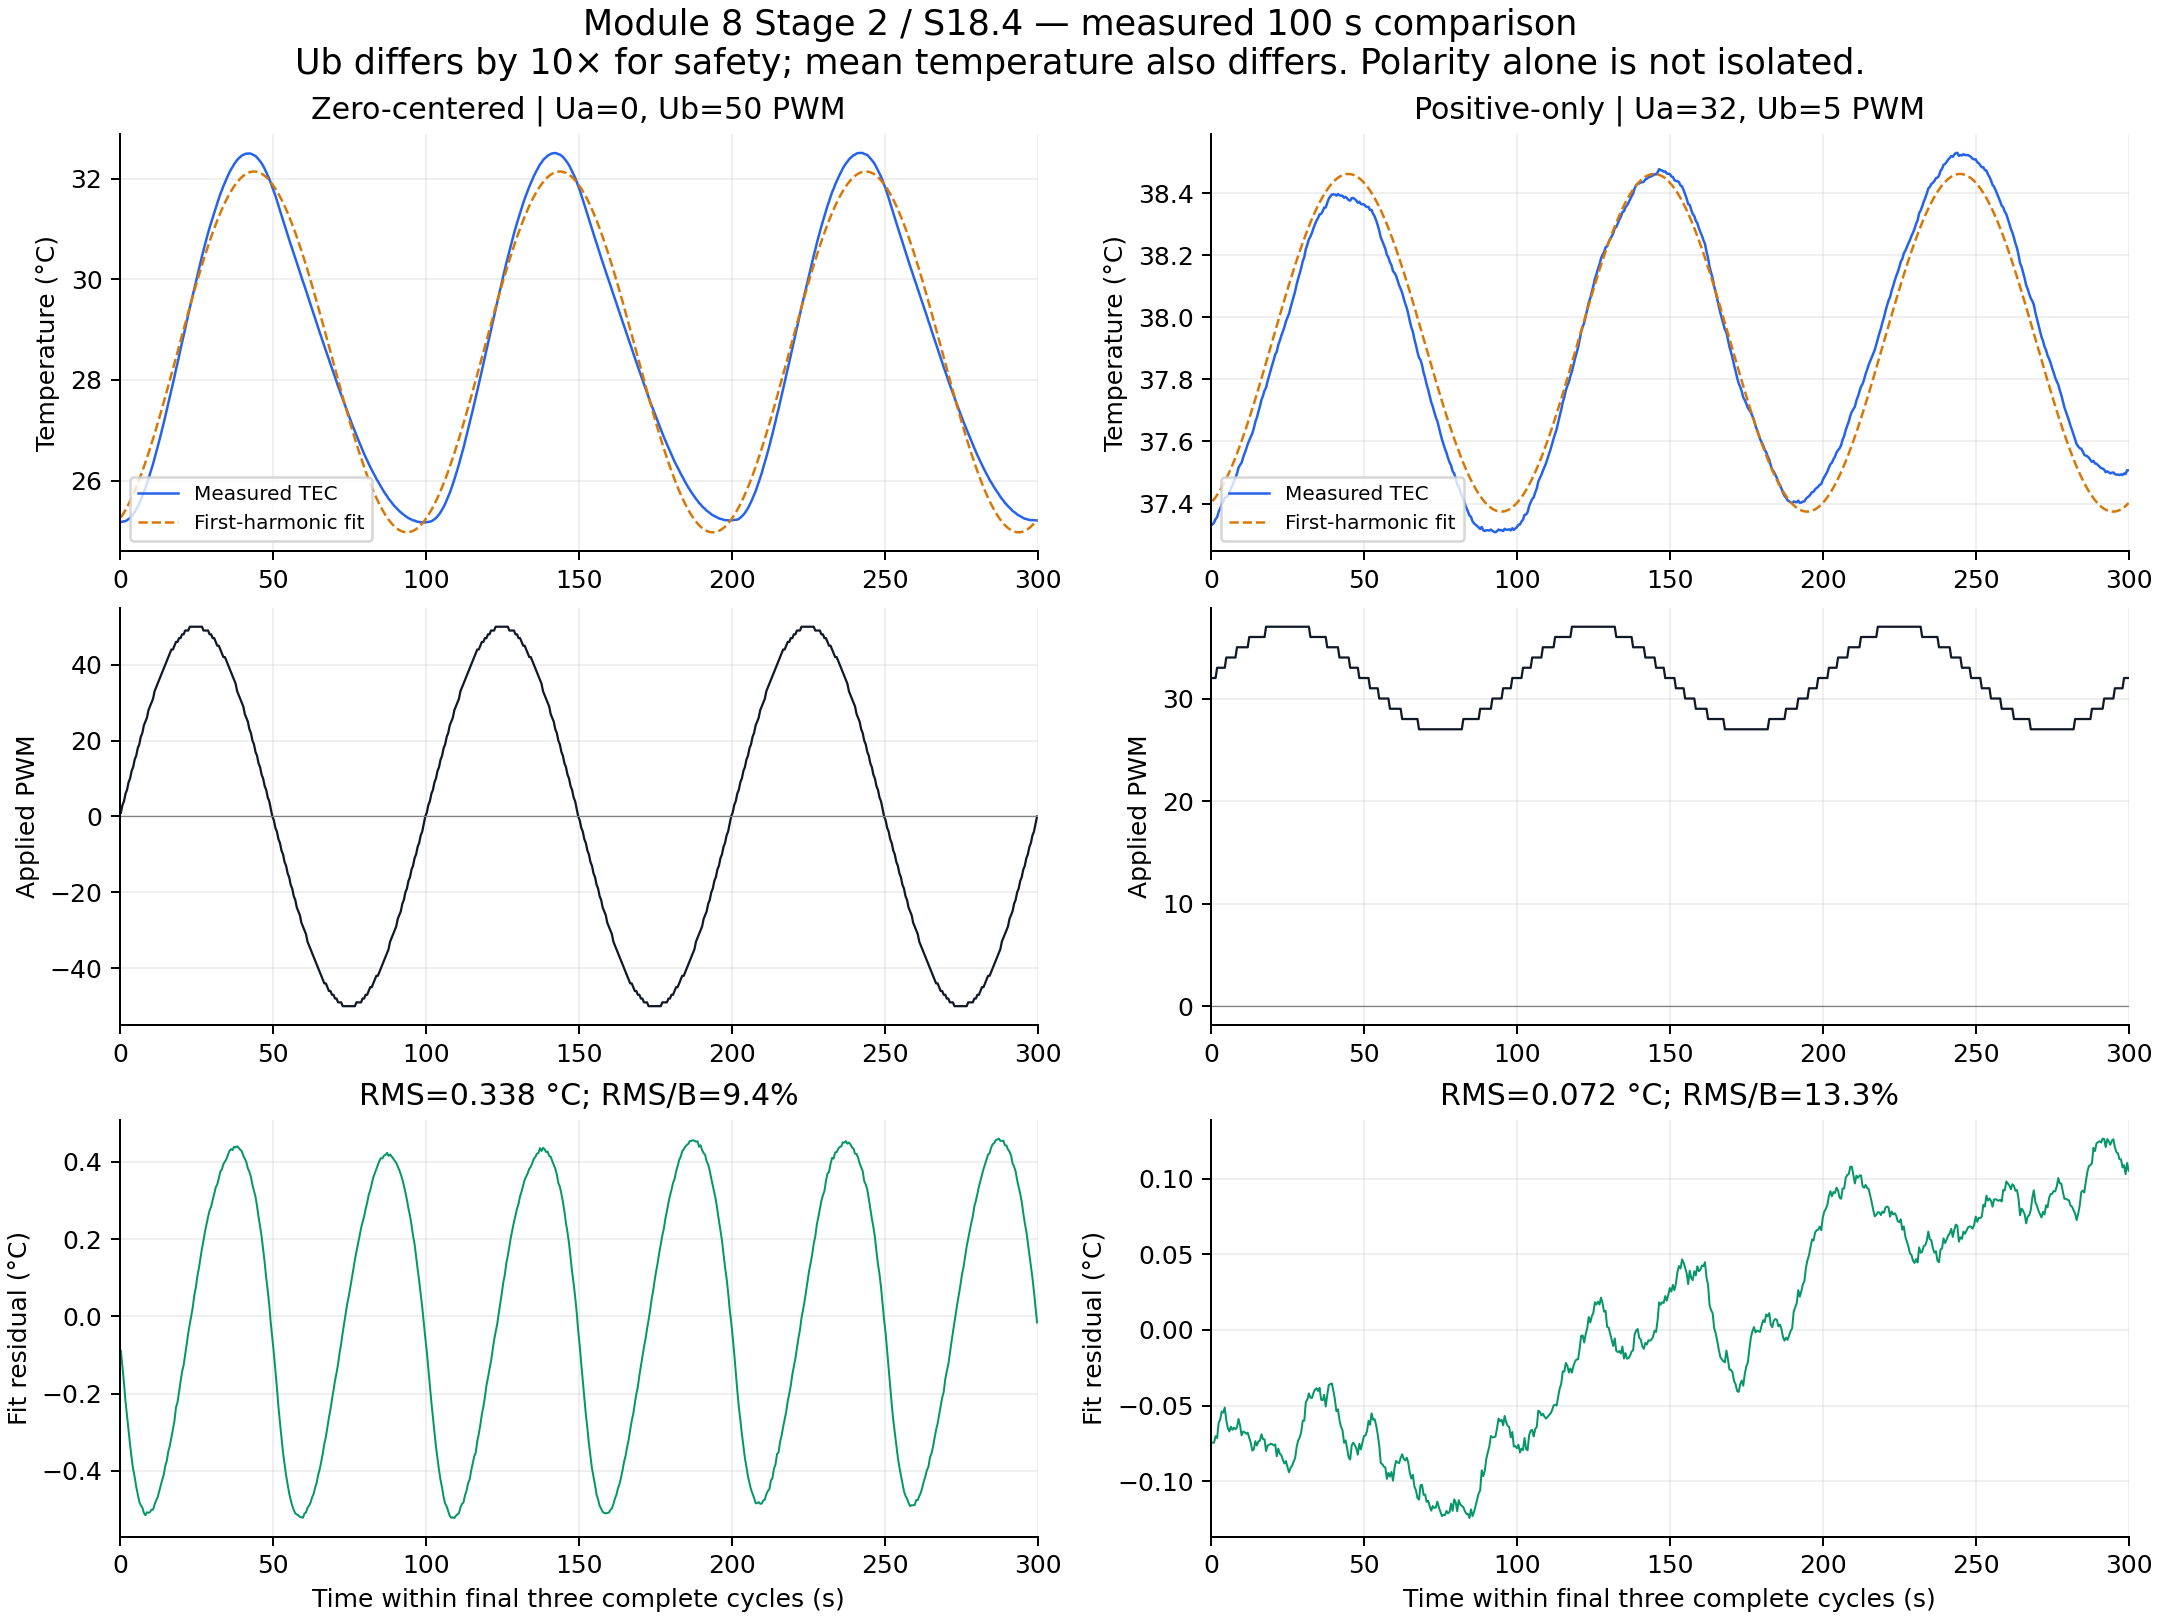 Module 8 Stage 2 / S18.4 — measured 100 s comparison
Ub differs by 10× for safety; mean temperature also differs. Polarity alone is not isolated.
Zero-centered | Ua=0, Ub=50 PWM
Temperature (°C)
32
30
28
26
Measured TEC
First-harmonic fit
0 50 100 150 200 250 300
Positive-only | Ua=32, Ub=5 PWM
Temperature (°C)
38.4
38.2
38.0
37.8
37.6
37.4
Measured TEC
First-harmonic fit
0 50 100 150 200 250 300
Applied PWM
40
20
0
−20
−40
0 50 100 150 200 250 300
Applied PWM
30
20
10
0
0 50 100 150 200 250 300
RMS=0.338 °C; RMS/B=9.4%
Fit residual (°C)
0.4
0.2
0.0
−0.2
−0.4
0 50 100 150 200 250 300
Time within final three complete cycles (s)
RMS=0.072 °C; RMS/B=13.3%
Fit residual (°C)
0.10
0.05
0.00
−0.05
−0.10
0 50 100 150 200 250 300
Time within final three complete cycles (s)